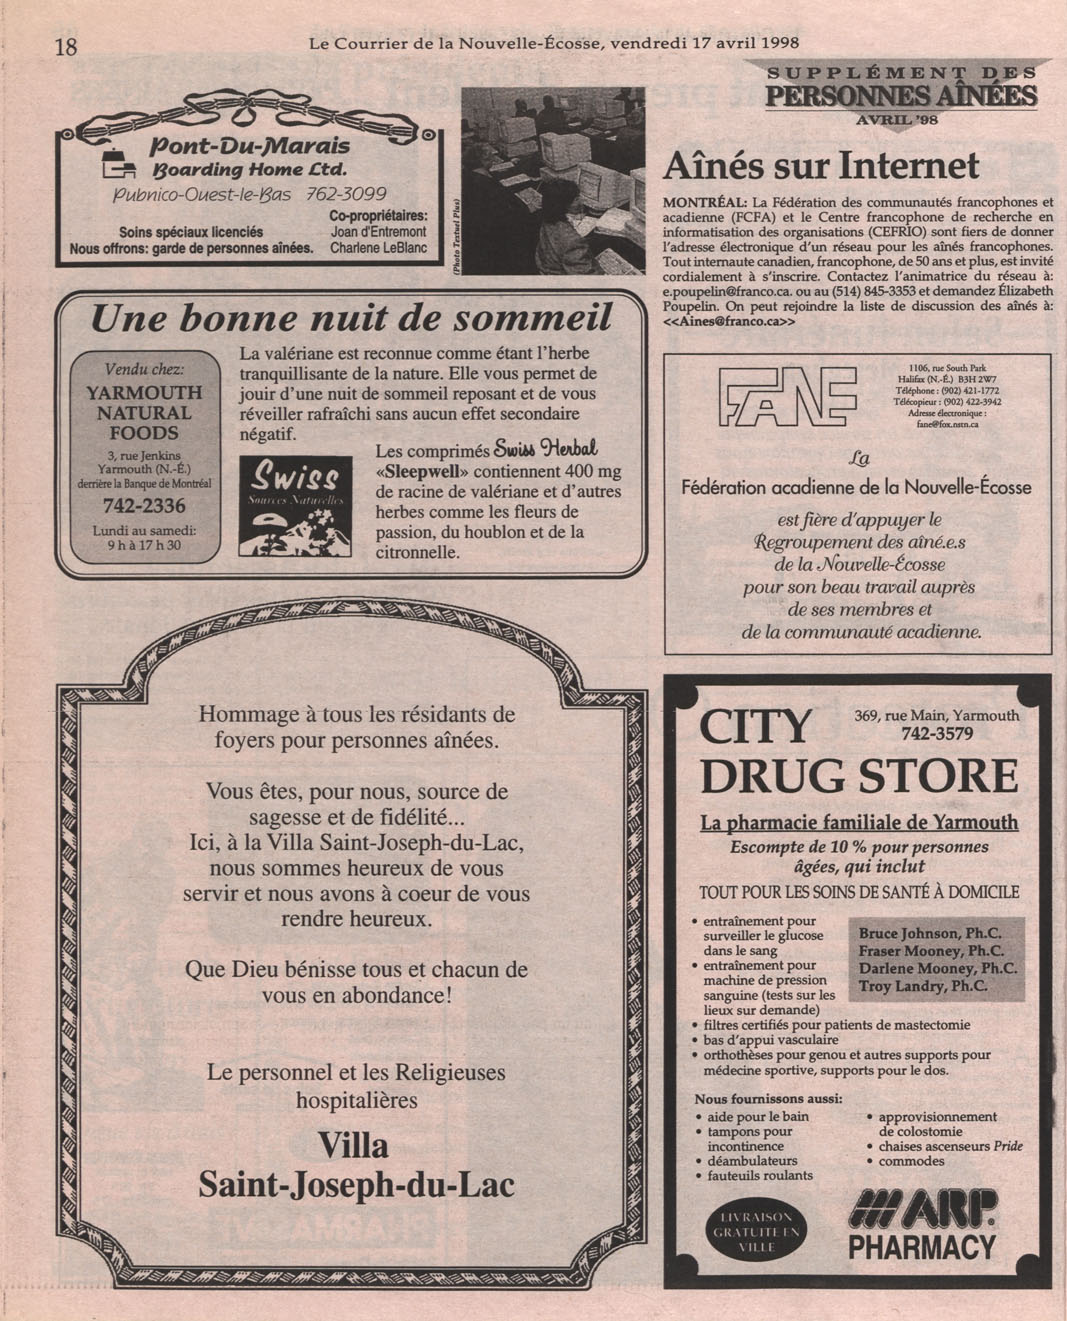 18
Le Courrier de la Nouvelle-Écosse, vendredi 17 avril 1998
Pont-Du-Marais
Boarding Home Ltd.
Pubnico-Ouest-le-Bas 762-3099
Soins spéciaux licenciés
Nous offrons: garde de personnes aînées.
Co-propriétaires:
Joan d'Entremont
Charlene LeBlanc
(Photo Textuel Plus)
SUPPLÉMENT DES
PERSONNES AÎNÉES
AVRIL '98
Aînés sur Internet
MONTRÉAL: La Fédération des communautés francophones et
acadienne (FCFA) et le Centre francophone de recherche en
informatisation des organisations (CEFRIO) sont fiers de donner
l'adresse électronique d'un réseau pour les aînés francophones.
Tout internaute canadien, francophone, de 50 ans et plus, est invité
cordialement à s'inscrire. Contactez l'animatrice du réseau à:
e.poupelin@franco.ca. ou au (514) 845-3353 et demandez Élizabeth
Poupelin. On peut rejoindre la liste de discussion des aînés à:
<<Aines@franco.ca>>
Une bonne nuit de sommeil
Vendu chez:
YARMOUTH
NATURAL
FOODS
3, rue Jenkins
Yarmouth (N.-É.)
derrière la Banque de Montréal
742-2336
Lundi au samedi:
9 h à 17 h 30
La valériane est reconnue comme étant l'herbe
tranquillisante de la nature. Elle vous permet de
jouir d'une nuit de sommeil reposant et de vous
réveiller rafraîchi sans aucun effet secondaire
négatif.
Swiss
Sources Naturelles
Les comprimés Swiss Herbal
«Sleepwell» contiennent 400 mg
de racine de valériane et d'autres
herbes comme les fleurs de
passion, du houblon et de la
citronnelle.
FANE
1106, rue South Park
Halifax (N.-É.) B3H 2W7
Téléphone : (902) 421-1772
Télécopieur : (902) 422-3942
Adresse électronique :
fane@fox.nstn.ca
La
Fédération acadienne de la Nouvelle-Écosse
est fière d'appuyer le
Regroupement des aîné.e.s
de la Nouvelle-Écosse
pour son beau travail auprès
de ses membres et
de la communauté acadienne.
Hommage à tous les résidants de
foyers pour personnes aînées.
Vous êtes, pour nous, source de
sagesse et de fidélité...
Ici, à la Villa Saint-Joseph-du-Lac,
nous sommes heureux de vous
servir et nous avons à coeur de vous
rendre heureux.
Que Dieu bénisse tous et chacun de
vous en abondance!
Le personnel et les Religieuses
hospitalières
Villa
Saint-Joseph-du-Lac
CITY
DRUG STORE
369, rue Main, Yarmouth
742-3579
La pharmacie familiale de Yarmouth
Escompte de 10 % pour personnes
âgées, qui inclut
TOUT POUR LES SOINS DE SANTÉ À DOMICILE
• entraînement pour
surveiller le glucose
dans le sang
• entraînement pour
machine de pression
sanguine (tests sur les
lieux sur demande)
• filtres certifiés pour patients de mastectomie
• bas d'appui vasculaire
• orthothèses pour genou et autres supports pour
médecine sportive, supports pour le dos.
Bruce Johnson, Ph.C.
Fraser Mooney, Ph.C.
Darlene Mooney, Ph.C.
Troy Landry, Ph.C.
Nous fournissons aussi:
• aide pour le bain
• tampons pour
incontinence
• déambulateurs
• fauteuils roulants
• approvisionnement
de colostomie
• chaises ascenseurs Pride
• commodes
LIVRAISON
GRATUITE EN
VILLE
ARP.
PHARMACY